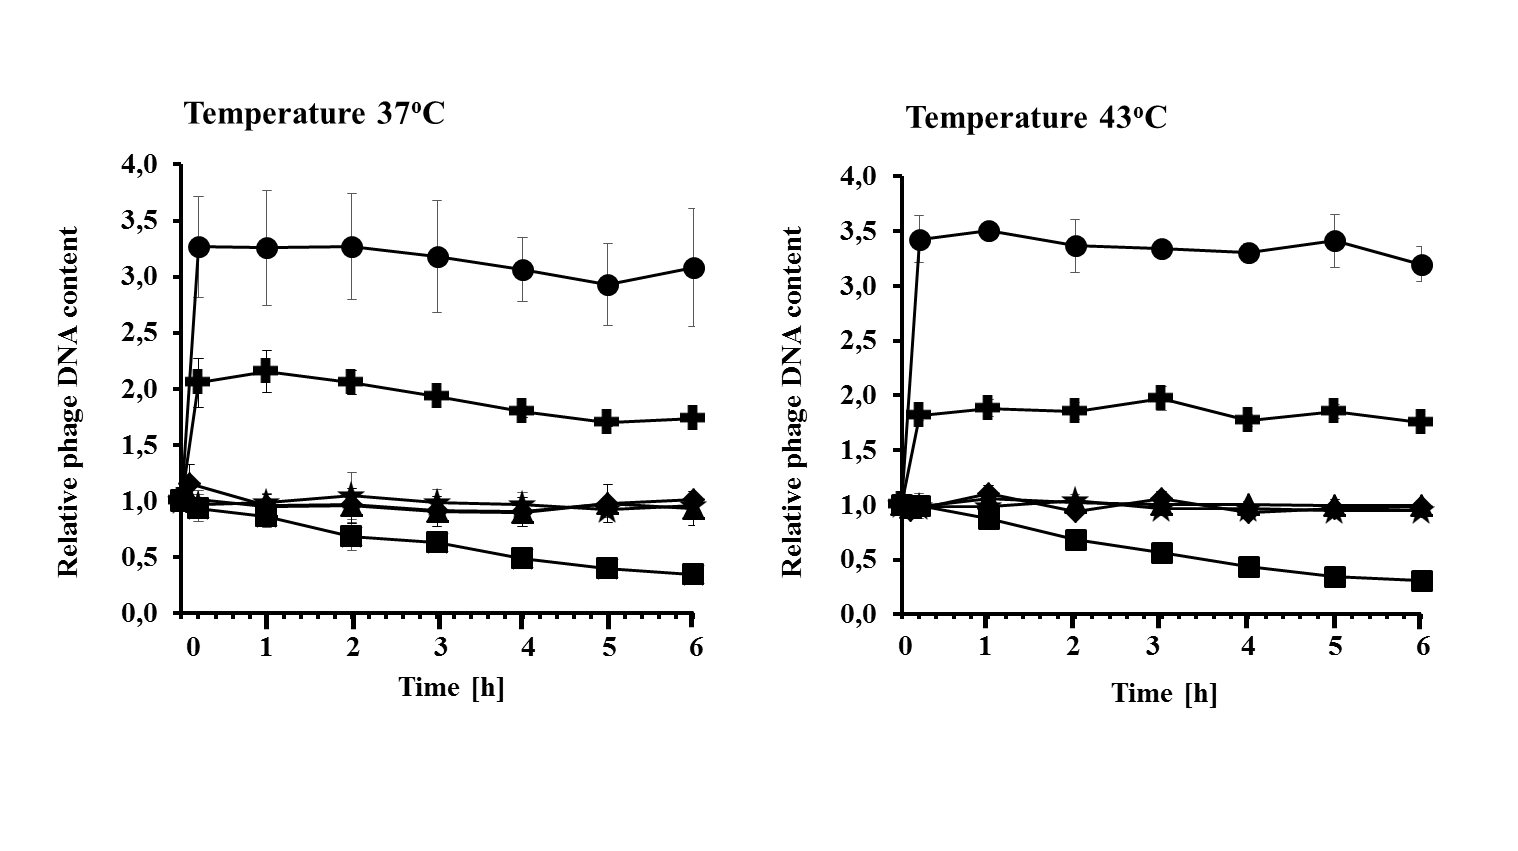 Temperature 37ºC
Relative phage DNA content
4,0
3,5
3,0
2,5
2,0
1,5
1,0
0,5
0,0
0 1 2 3 4 5 6
Time [h]
Temperature 43ºC
Relative phage DNA content
4,0
3,5
3,0
2,5
2,0
1,5
1,0
0,5
0,0
0 1 2 3 4 5 6
Time [h]